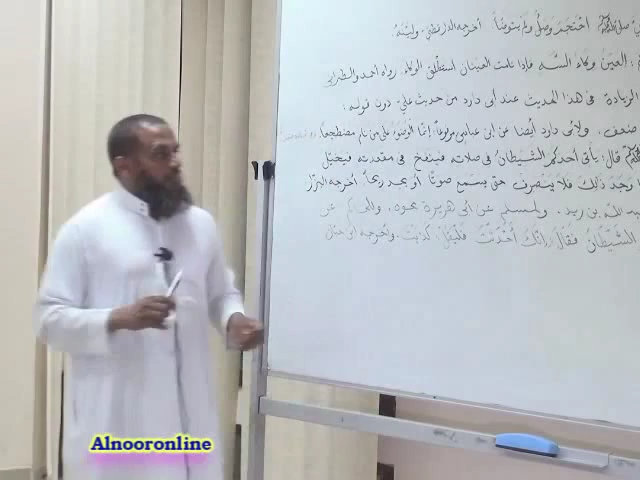 صلى الله احتجم وصلى ولم يتوضأ أخرجه الدارقطني ولينه
العين وكاء السه فإذا نامت العينان استطلق الوكاء رواه أحمد والطبراني
الزيادة في هذا الحديث عند أبي داود من حديث علي دون قوله:
ضعف. ولأبي داود أيضا عن ابن عباس مرفوعا إنما الوضوء على من نام مضطجعا
قال: يأتي أحدكم الشيطان في صلاته فينفخ في مقعدته فيخيل
وجد ذلك فلا ينصرف حتى يسمع صوتا أو يجد ريحا أخرجه البزار
الله بن زيد. ولمسلم عن أبي هريرة نحوه. وللحاكم عن
الشيطان فقال إنك أحدثت فليقل كذبت. وأخرجه ابن حبان
Alnooronline